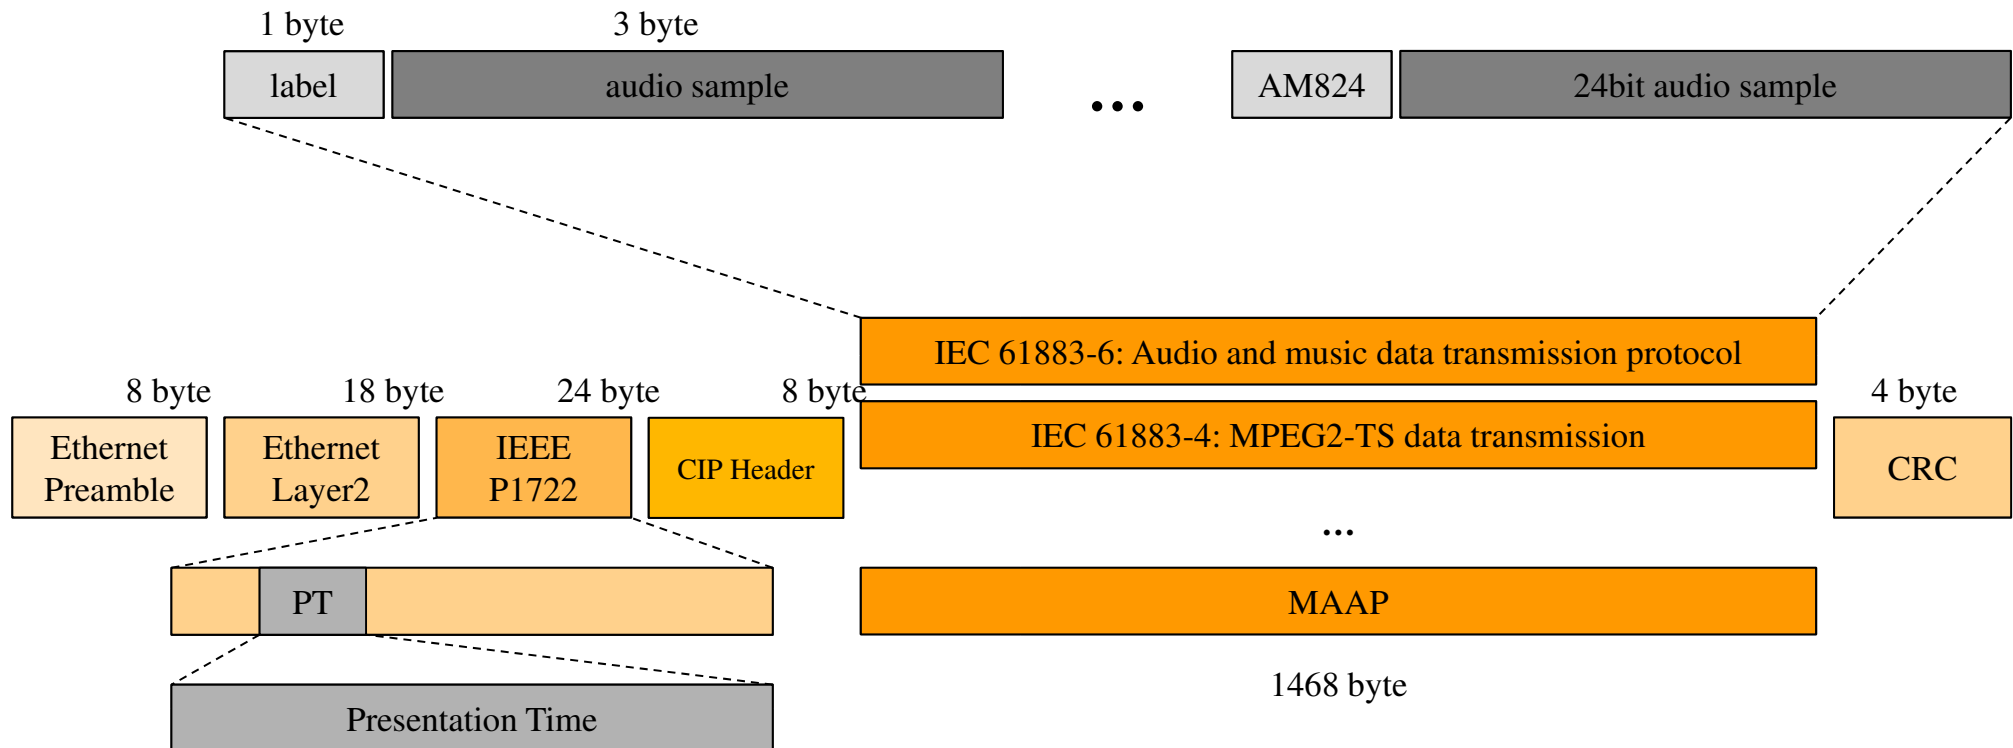 1 byte
3 byte
label
audio sample
...
AM824
24bit audio sample
IEC 61883-6: Audio and music data transmission protocol
8 byte
18 byte
24 byte
8 byte
4 byte
Ethernet
Preamble
Ethernet
Layer2
IEEE
P1722
CIP Header
IEC 61883-4: MPEG2-TS data transmission
CRC
...
PT
MAAP
1468 byte
Presentation Time